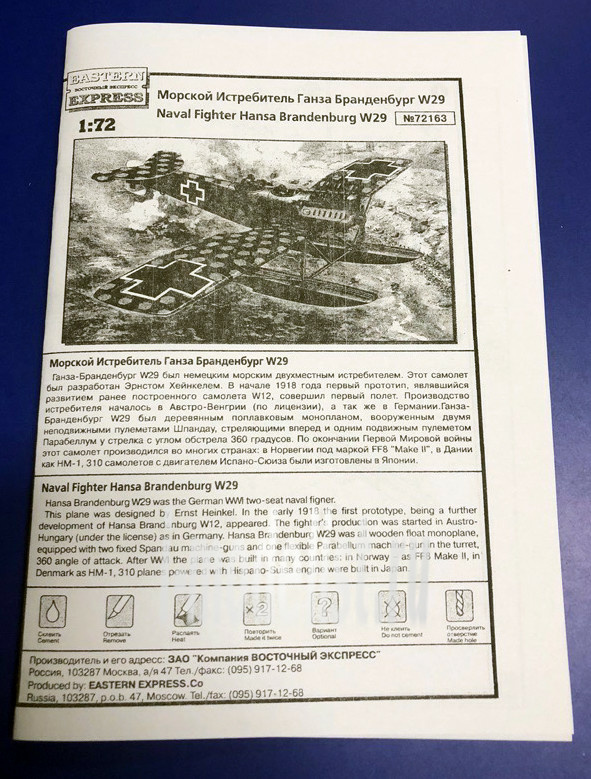 EASTERN
ВОСТОЧНЫЙ ЭКСПРЕСС
EXPRESS
1:72
Морской Истребитель Ганза Бранденбург W29
Naval Fighter Hansa Brandenburg W29
№72163
Морской Истребитель Ганза Бранденбург W29
Ганза-Бранденбург W29 был немецким морским двухместным истребителем. Этот самолет
был разработан Эрнстом Хейнкелем. В начале 1918 года первый прототип, являвшийся
развитием ранее построенного самолета W12, совершил первый полет. Производство
истребителя началось в Австро-Венгрии (по лицензии), а так же в Германии.Ганза-
Бранденбург W29 был деревянным поплавковым монопланом, вооруженным двумя
неподвижными пулеметами Шпандау, стреляющими вперед и одним подвижным пулеметом
Парабеллум у стрелка с углом обстрела 360 градусов. По окончании Первой Мировой войны
этот самолет производился во многих странах: в Норвегии под маркой FF8 "Make II", в Дании
как HM-1, 310 самолетов с двигателем Испано-Сюиза были изготовлены в Японии.
Naval Fighter Hansa Brandenburg W29
Hansa Brandenburg W29 was the German WWI two-seat naval figner.
This plane was designed by Ernst Heinkel. In the early 1918 the first prototype, being a further
development of Hansa Brandenburg W12, appeared. The fighter's production was started in Austro-
Hungary (under the license) as in Germany. Hansa Brandenburg W29 was all wooden float monoplane,
equipped with two fixed Spandau machine-guns and one flexible Parabellum machine-gun in the turret,
360 angle of attack. After WWI the plane was built in many countries: in Norway - as FF8 Make II, in
Denmark as HM-1, 310 planes powered with Hispano-Suisa engine were built in Japan.
Склеить
Cement
Отрезать
Remove
Распаять
Heat
×2
Повторить
Made it twice
?
Вариант
Optional
Не клеить
Do not cement
Просверлить
отверстие
Made hole
Производитель и его адрес: ЗАО "Компания ВОСТОЧНЫЙ ЭКСПРЕСС"
Россия, 103287 Москва, а/я 47 Тел./факс: (095) 917-12-68
Produced by: EASTERN EXPRESS.Co
Russia, 103287, p.o.b. 47, Moscow. Tel./fax: (095) 917-12-68